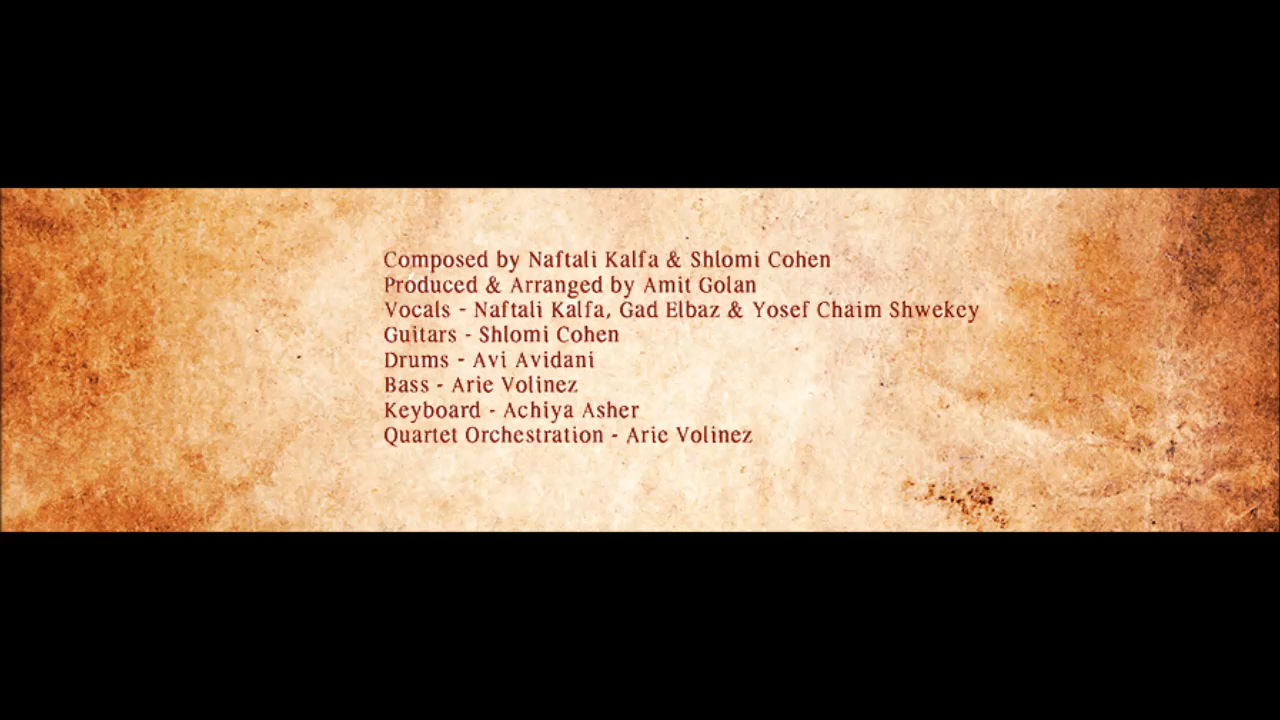 Composed by Naftali Kalfa & Shlomi Cohen
Produced & Arranged by Amit Golan
Vocals - Naftali Kalfa, Gad Elbaz & Yosef Chaim Shwekey
Guitars - Shlomi Cohen
Drums - Avi Avidani
Bass - Arie Volinez
Keyboard - Achiya Asher
Quartet Orchestration - Arie Volinez